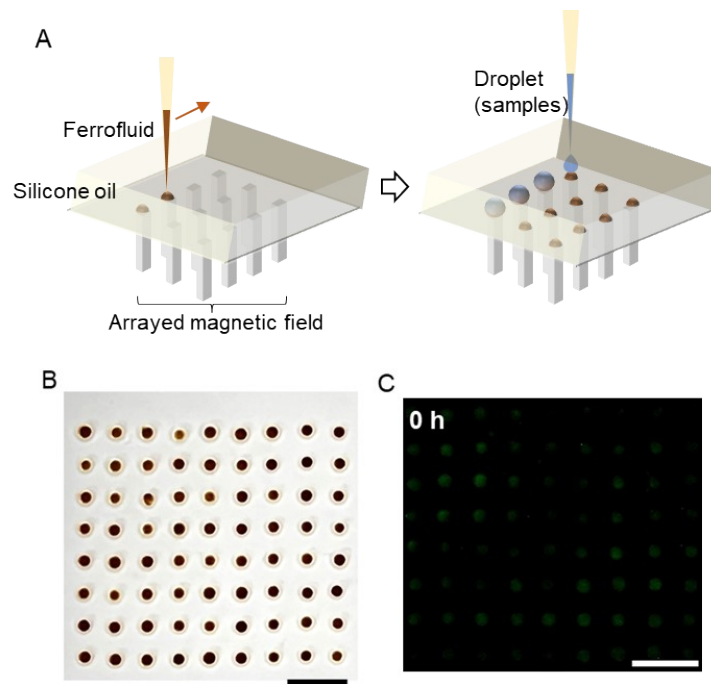 A
Ferrofluid
Silicone oil
Arrayed magnetic field
Droplet
(samples)
B
C
0 h